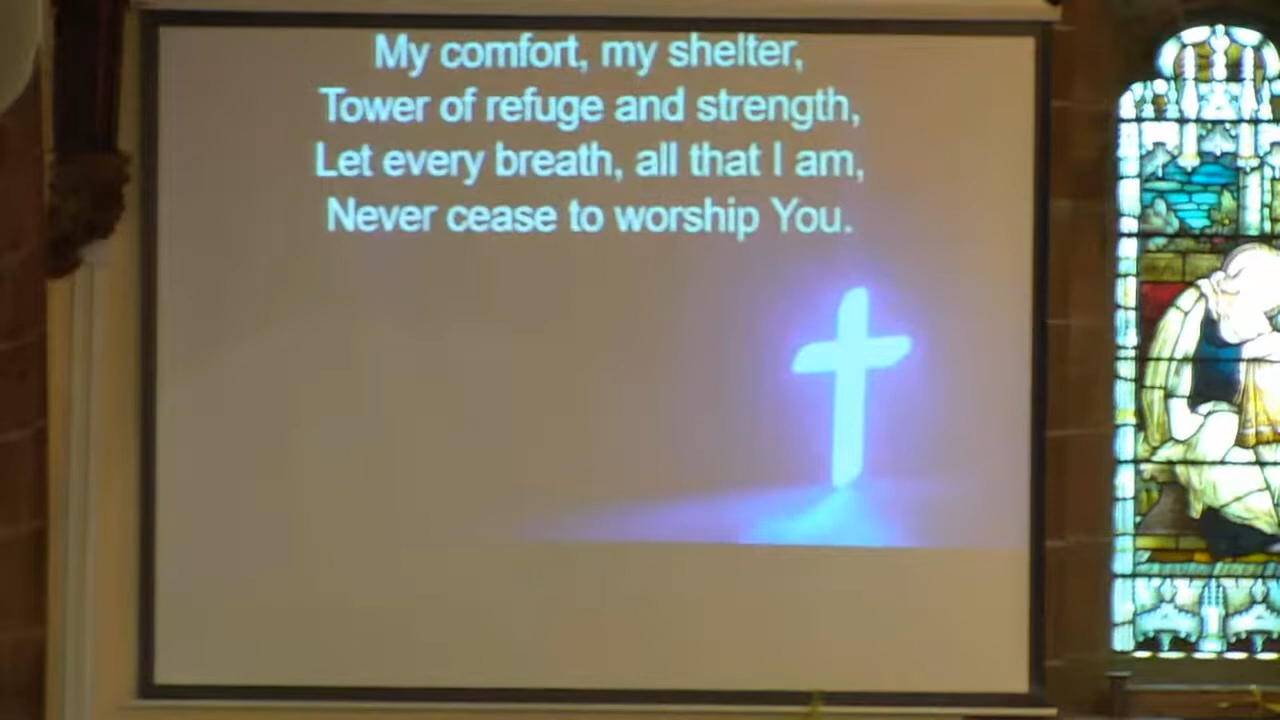 My comfort, my shelter,
Tower of refuge and strength,
Let every breath, all that I am,
Never cease to worship You.